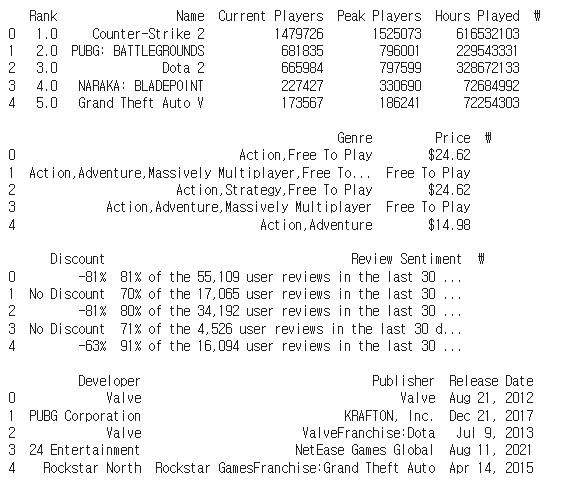 Rank Name Current Players Peak Players Hours Played ₩
0 1.0 Counter-Strike 2 1479726 1525073 616532103
1 2.0 PUBG: BATTLEGROUNDS 681835 796001 229543331
2 3.0 Dota 2 665984 797599 328672133
3 4.0 NARAKA: BLADEPOINT 227427 330690 72684992
4 5.0 Grand Theft Auto V 173567 186241 72254303
Genre Price ₩
0 Action,Free To Play $24.62
1 Action,Adventure,Massively Multiplayer,Free To... Free To Play
2 Action,Strategy,Free To Play $24.62
3 Action,Adventure,Massively Multiplayer Free To Play
4 Action,Adventure $14.98
Discount Review Sentiment ₩
0 -81% 81% of the 55,109 user reviews in the last 30 ...
1 No Discount 70% of the 17,065 user reviews in the last 30 ...
2 -81% 80% of the 34,192 user reviews in the last 30 ...
3 No Discount 71% of the 4,526 user reviews in the last 30 d...
4 -63% 91% of the 16,094 user reviews in the last 30 ...
Developer Publisher Release Date
0 Valve Valve Aug 21, 2012
1 PUBG Corporation KRAFTON, Inc. Dec 21, 2017
2 Valve ValveFranchise:Dota Jul 9, 2013
3 24 Entertainment NetEase Games Global Aug 11, 2021
4 Rockstar North Rockstar GamesFranchise:Grand Theft Auto Apr 14, 2015